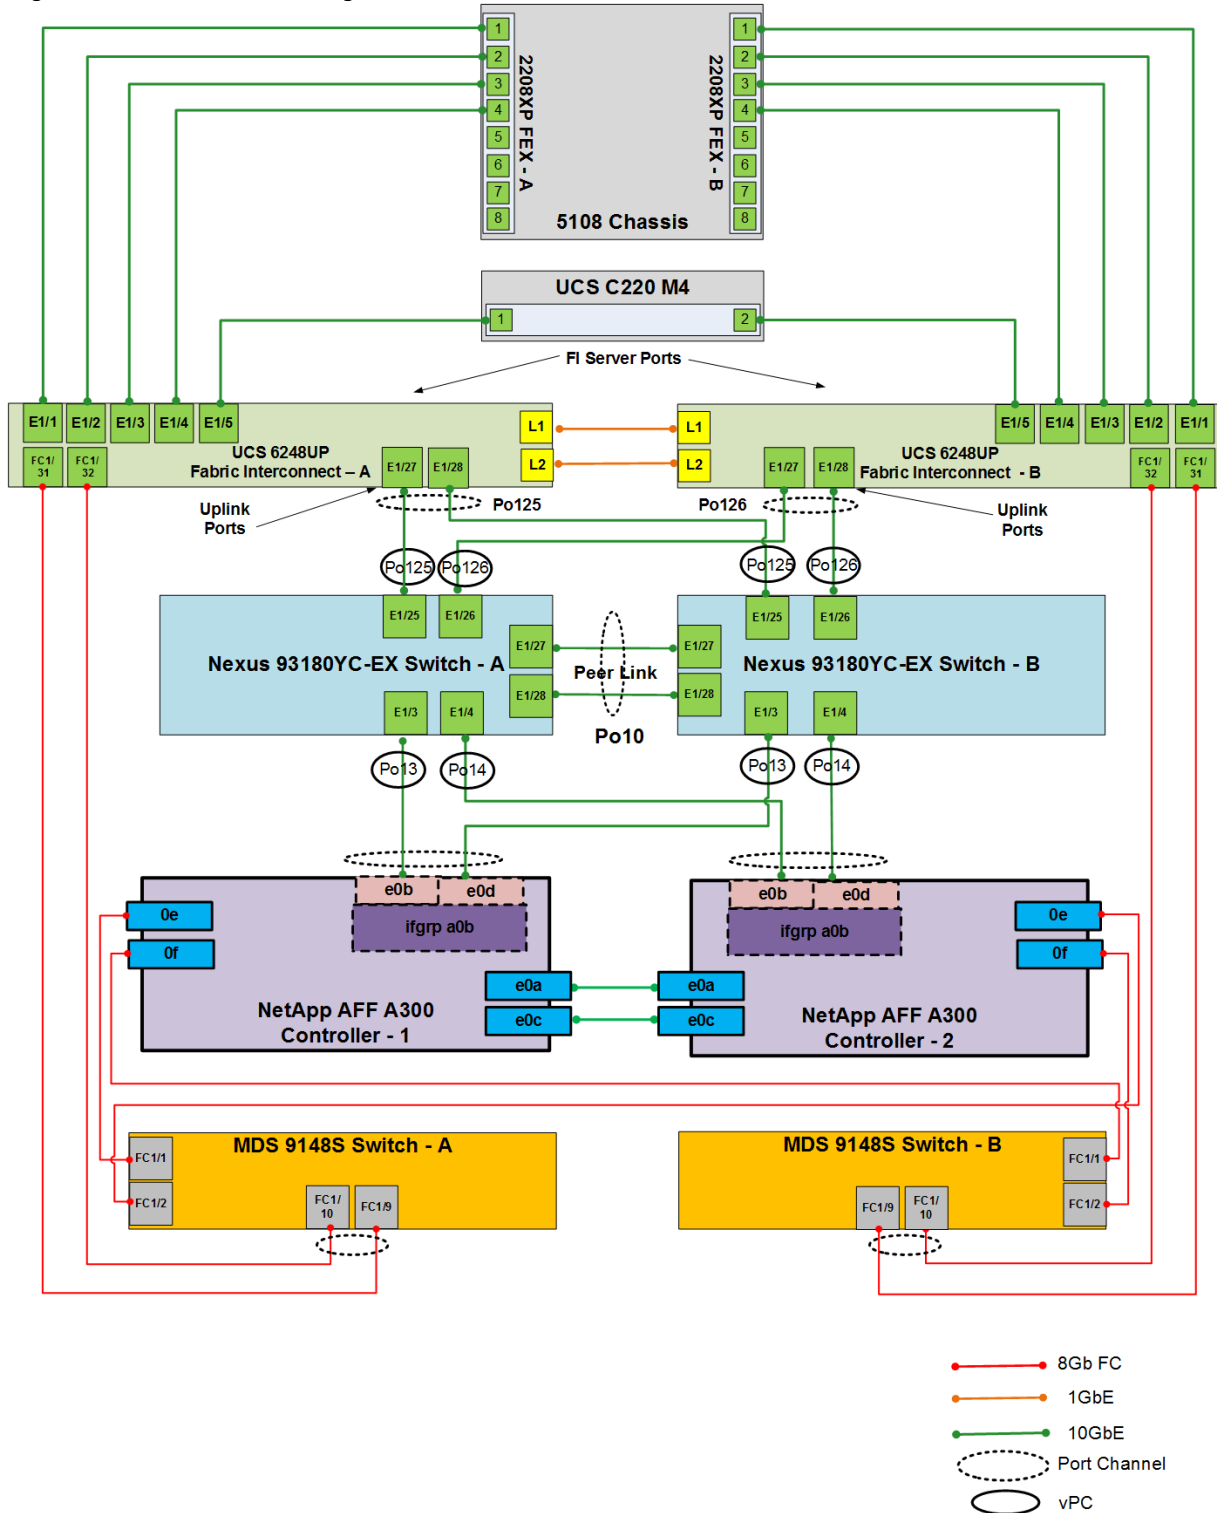 1
2
3
4
5
6
7
8
2208XP FEX - A
1
2
3
4
5
6
7
8
2208XP FEX - B
5108 Chassis
UCS C220 M4
1
2
FI Server Ports
E1/1
E1/2
E1/3
E1/4
E1/5
L1
L2
FC1/
31
FC1/
32
UCS 6248UP
Fabric Interconnect – A
E1/27
E1/28
L1
L2
E1/5
E1/4
E1/3
E1/2
E1/1
E1/27
E1/28
UCS 6248UP
Fabric Interconnect - B
FC1/
32
FC1/
31
Uplink
Ports
Po125
Po126
Uplink
Ports
Po125
Po126
Po125
Po126
E1/25
E1/26
E1/27
E1/28
Nexus 93180YC-EX Switch - A
E1/3
E1/4
Peer Link
Po10
E1/25
E1/26
E1/27
E1/28
Nexus 93180YC-EX Switch - B
E1/3
E1/4
Po13
Po14
Po13
Po14
e0b
e0d
ifgrp a0b
0e
0f
e0a
e0c
NetApp AFF A300
Controller - 1
e0b
e0d
ifgrp a0b
0e
0f
e0a
e0c
NetApp AFF A300
Controller - 2
MDS 9148S Switch - A
FC1/1
FC1/2
FC1/
10
FC1/9
MDS 9148S Switch - B
FC1/1
FC1/2
FC1/9
FC1/
10
8Gb FC
1GbE
10GbE
Port Channel
vPC